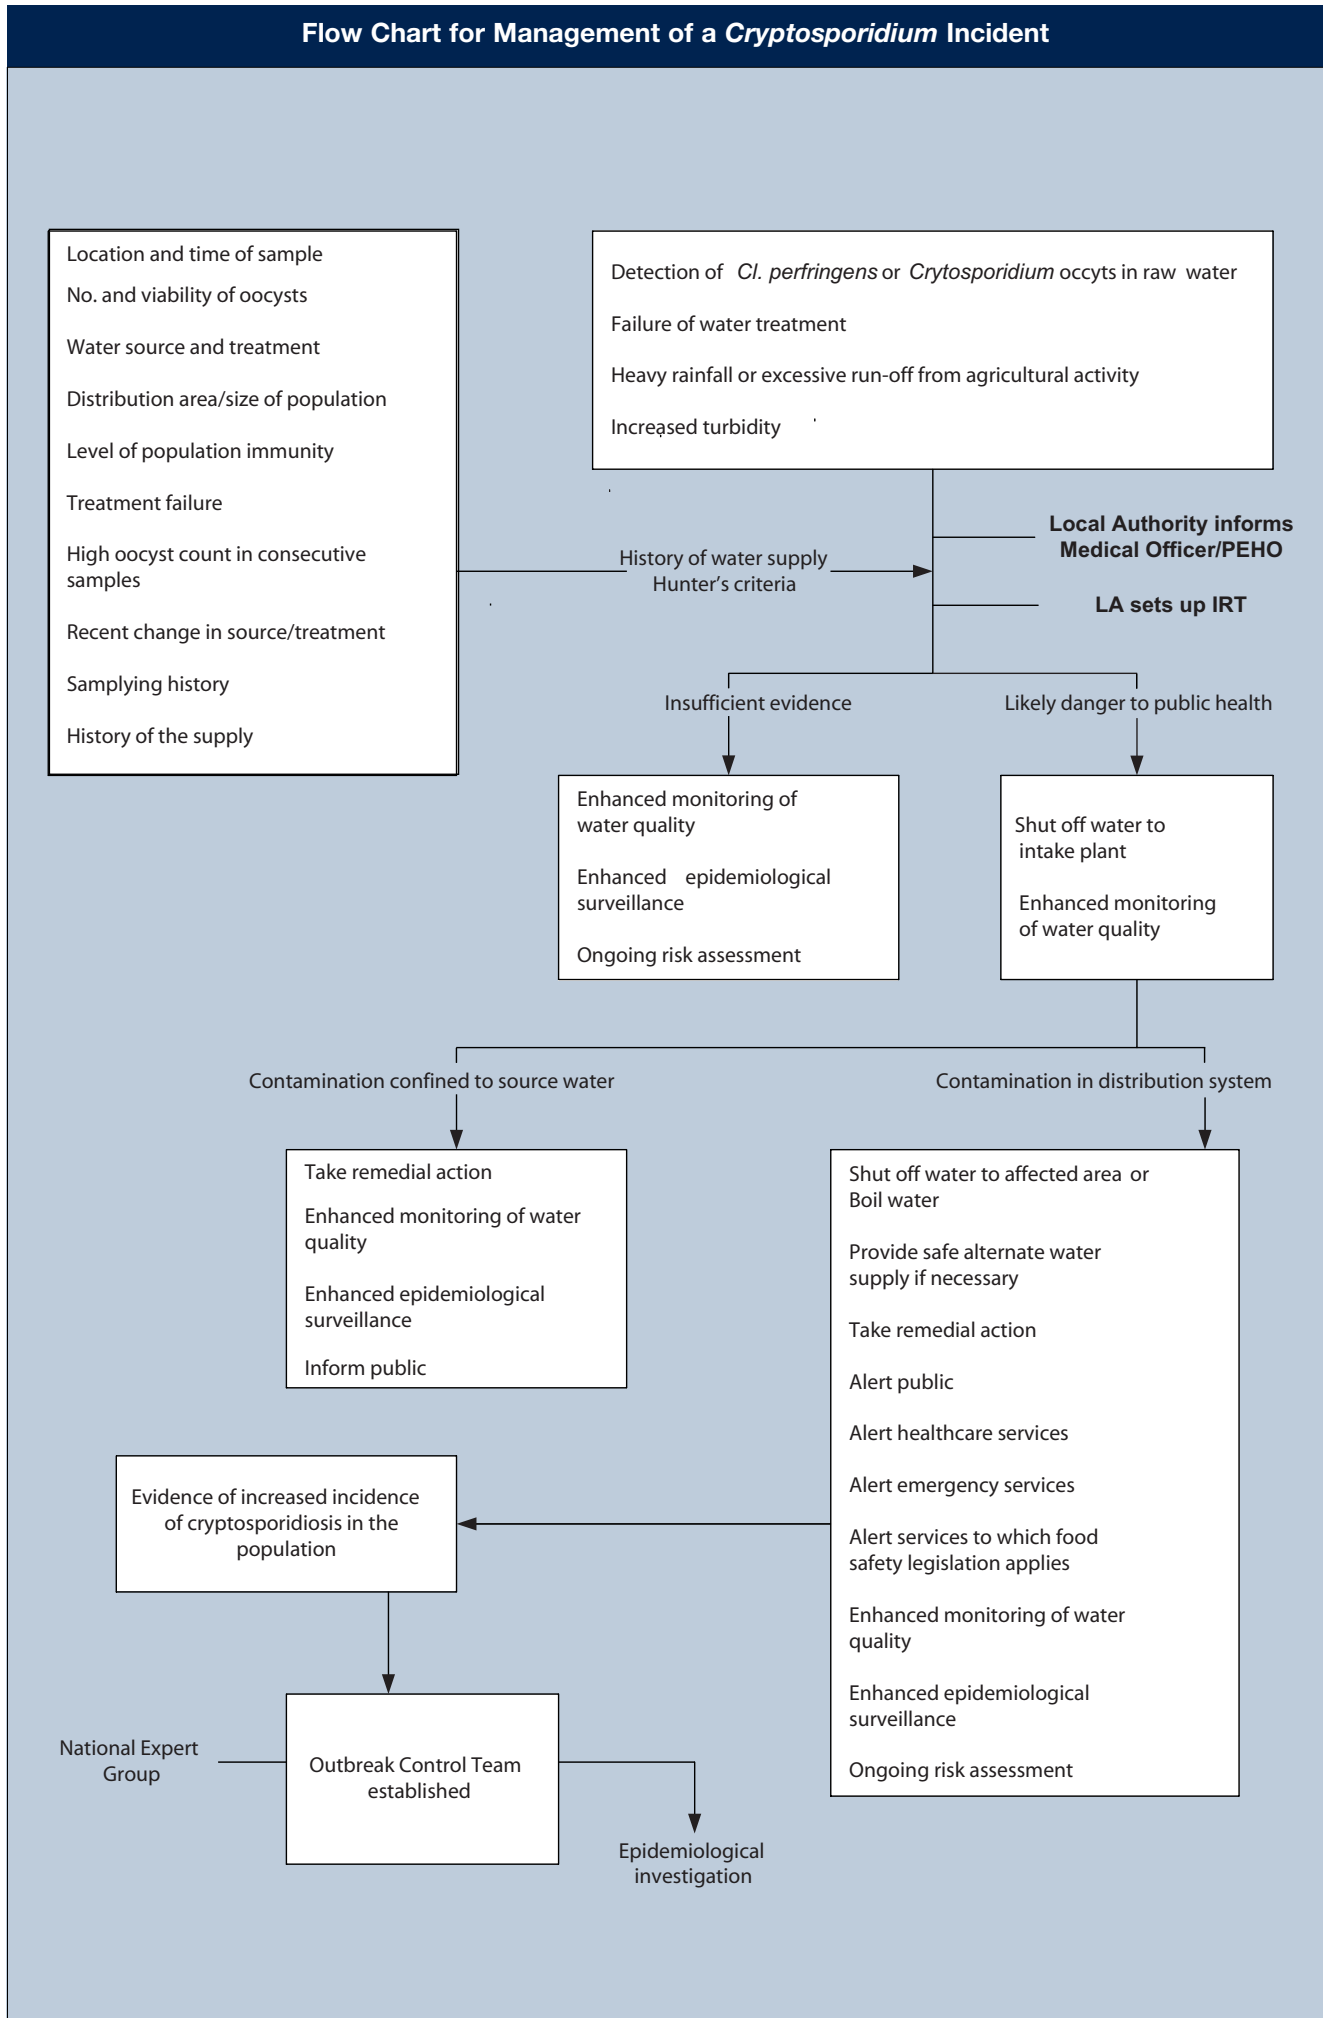 Flow Chart for Management of a Cryptosporidium Incident
Location and time of sample
No. and viability of oocysts
Water source and treatment
Distribution area/size of population
Level of population immunity
Treatment failure
High oocyst count in consecutive
samples
Recent change in source/treatment
Samplying history
History of the supply
Detection of Cl. perfringens or Crytosporidium occyts in raw water
Failure of water treatment
Heavy rainfall or excessive run-off from agricultural activity
Increased turbidity
History of water supply
Hunter's criteria
Local Authority informs
Medical Officer/PEHO
LA sets up IRT
Insufficient evidence
Likely danger to public health
Enhanced monitoring of
water quality
Enhanced epidemiological
surveillance
Ongoing risk assessment
Shut off water to
intake plant
Enhanced monitoring
of water quality
Contamination confined to source water
Contamination in distribution system
Take remedial action
Enhanced monitoring of water
quality
Enhanced epidemiological
surveillance
Inform public
Shut off water to affected area or
Boil water
Provide safe alternate water
supply if necessary
Take remedial action
Alert public
Alert healthcare services
Alert emergency services
Alert services to which food
safety legislation applies
Enhanced monitoring of water
quality
Enhanced epidemiological
surveillance
Ongoing risk assessment
Evidence of increased incidence
of cryptosporidiosis in the
population
National Expert
Group
Outbreak Control Team
established
Epidemiological
investigation